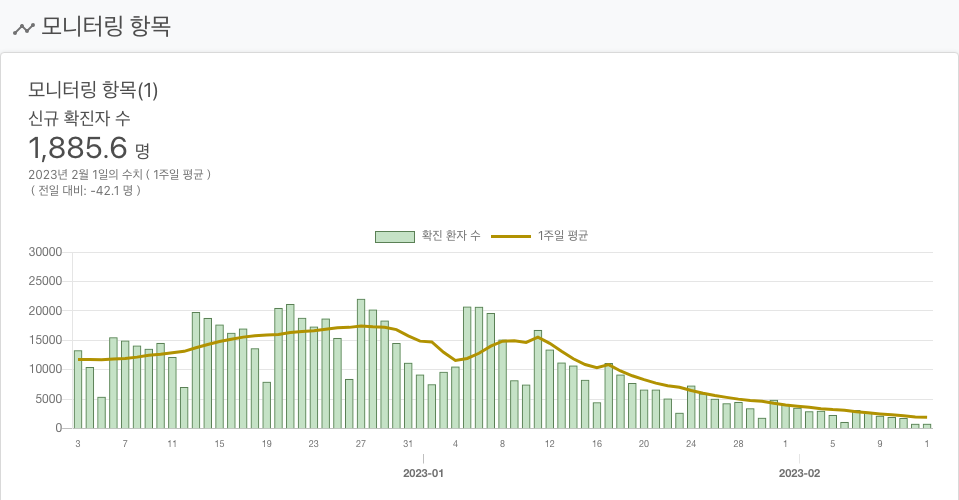 모니터링 항목
모니터링 항목(1)
신규 확진자 수
1,885.6 명
2023년 2월 1일의 수치 ( 1주일 평균 )
( 전일 대비: -42.1 명 )
확진 환자 수 1주일 평균
30000
25000
20000
15000
10000
5000
0
3 7 11 15 19 23 27 31 4 8 12 16 20 24 28 1 5 9 1
2023-01 2023-02